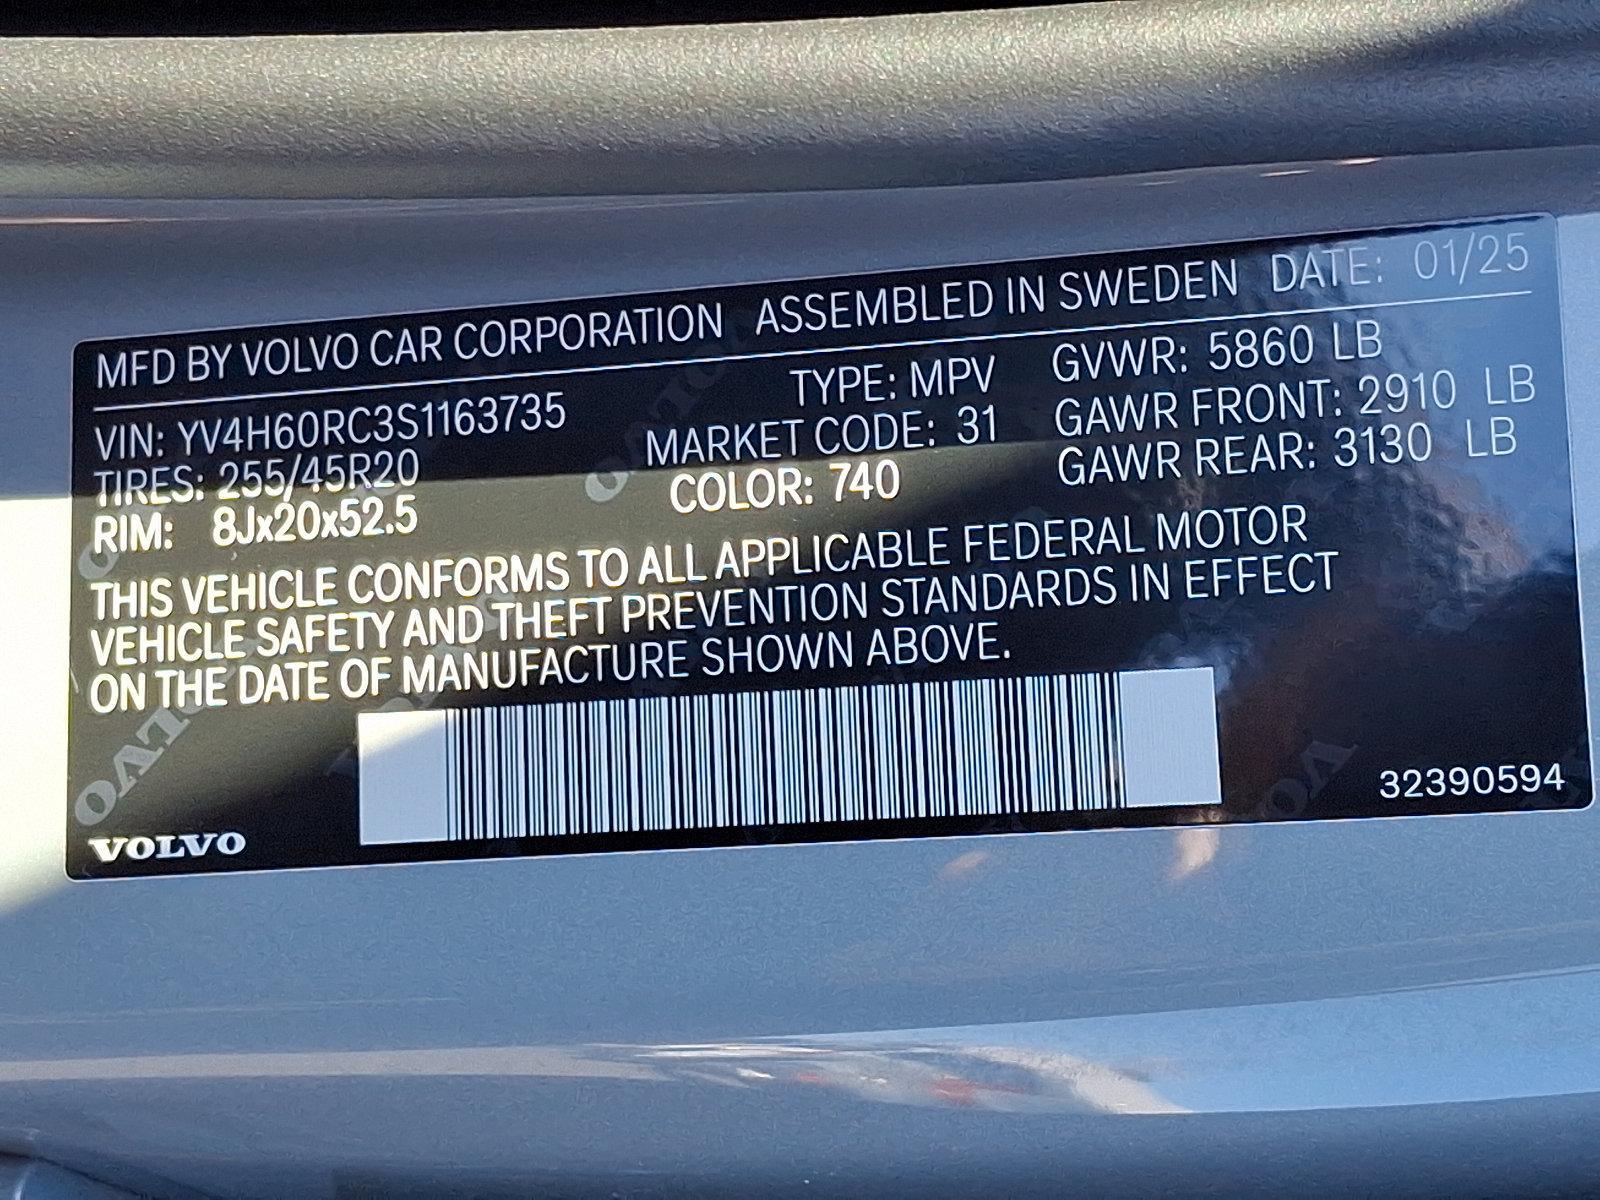 MFD BY VOLVO CAR CORPORATION ASSEMBLED IN SWEDEN DATE: 01/25
VIN: YV4H60RC3S1163735 TYPE: MPV GVWR: 5860 LB
TIRES: 255/45R20 MARKET CODE: 31 GAWR FRONT: 2910 LB
RIM: 8Jx20x52.5 COLOR: 740 GAWR REAR: 3130 LB
THIS VEHICLE CONFORMS TO ALL APPLICABLE FEDERAL MOTOR
VEHICLE SAFETY AND THEFT PREVENTION STANDARDS IN EFFECT
ON THE DATE OF MANUFACTURE SHOWN ABOVE.
VOLVO
32390594